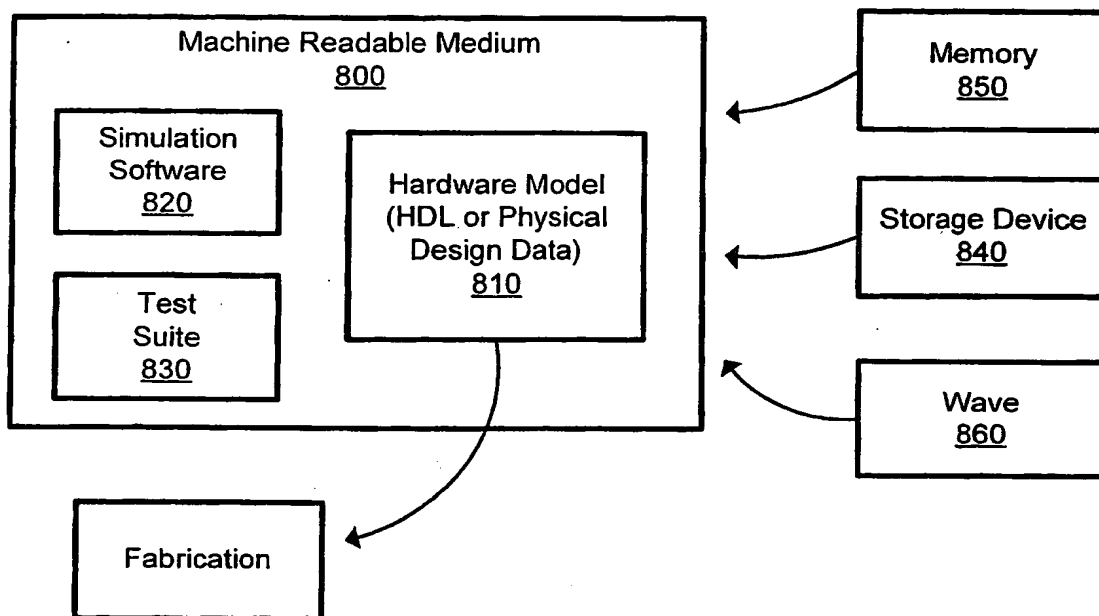 Machine Readable Medium
800
Simulation
Software
820
Test
Suite
830
Hardware Model
(HDL or Physical
Design Data)
810
Memory
850
Storage Device
840
Wave
860
Fabrication